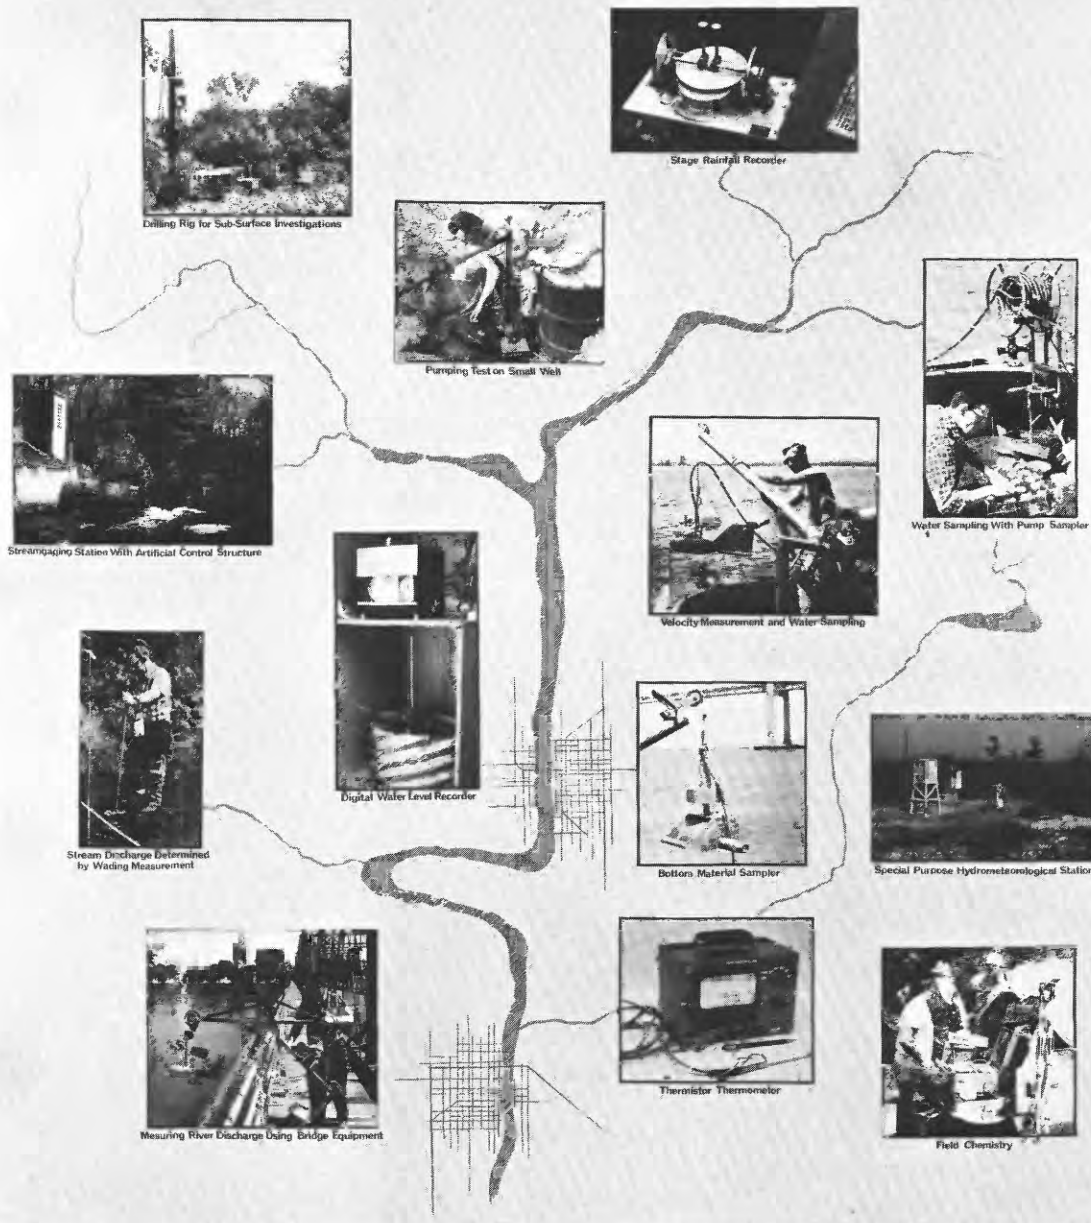 Stage Rainfall Recorder
Drilling Rig for Sub-Surface Investigations
Pumping Test on Small Well
Streamgaging Station With Artificial Control Structure
Water Sampling With Pump Sampler
Velocity Measurement and Water Sampling
Digital Water Level Recorder
Stream Discharge Determined
by Wading Measurement
Bottom Material Sampler
Special Purpose Hydrometeorological Station
Thermistor Thermometer
Mesuring River Discharge Using Bridge Equipment
Field Chemistry